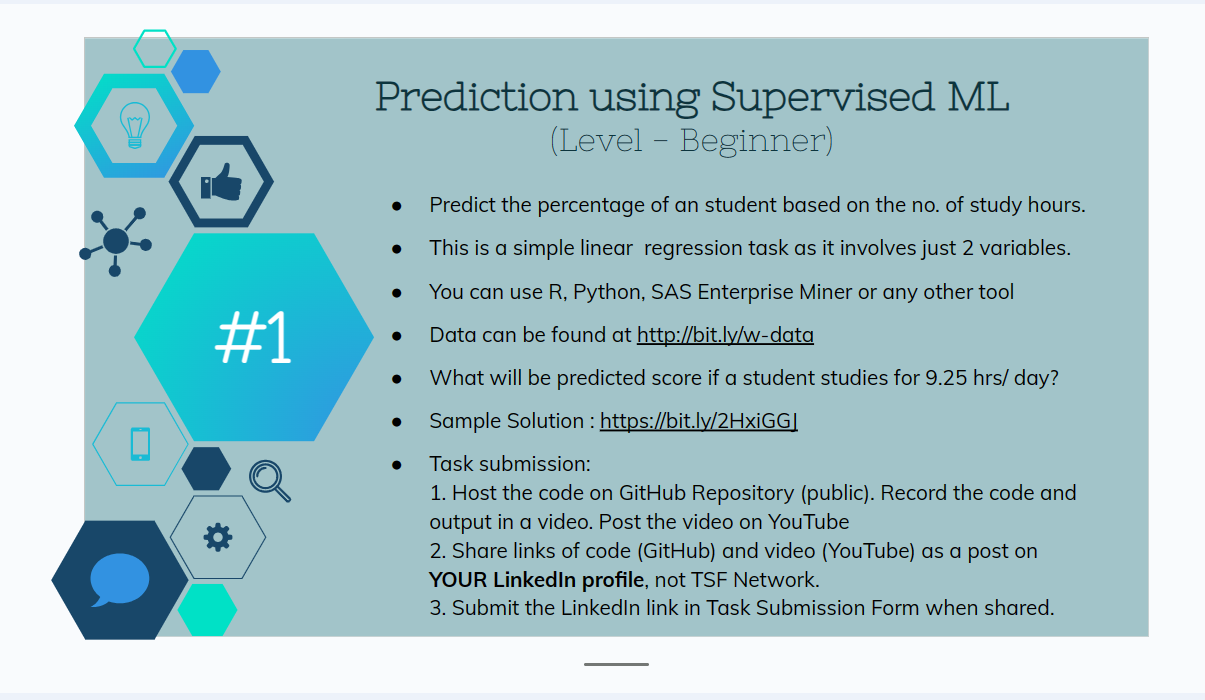 Prediction using Supervised ML
(Level - Beginner)
#1
● Predict the percentage of an student based on the no. of study hours.
● This is a simple linear regression task as it involves just 2 variables.
● You can use R, Python, SAS Enterprise Miner or any other tool
● Data can be found at http://bit.ly/w-data
● What will be predicted score if a student studies for 9.25 hrs/ day?
● Sample Solution : https://bit.ly/2HxiGGJ
● Task submission:
1. Host the code on GitHub Repository (public). Record the code and
output in a video. Post the video on YouTube
2. Share links of code (GitHub) and video (YouTube) as a post on
YOUR LinkedIn profile, not TSF Network.
3. Submit the LinkedIn link in Task Submission Form when shared.